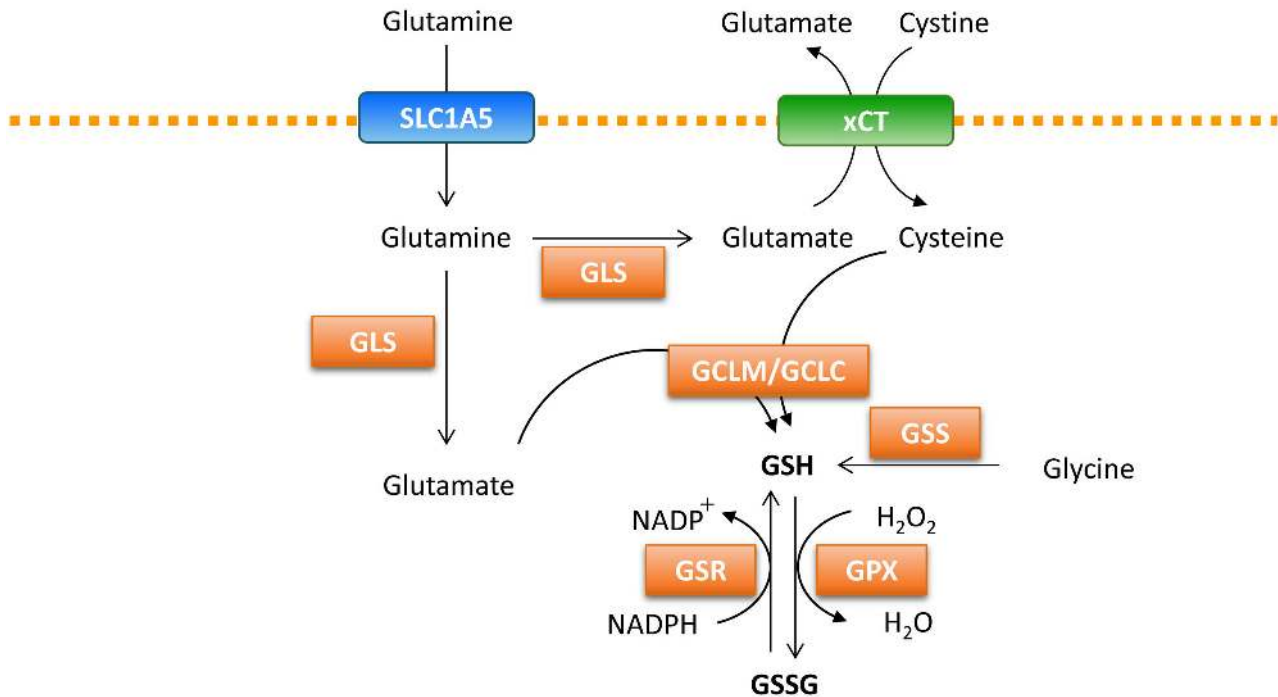 Glutamine
Glutamate Cystine
SLC1A5
xCT
Glutamine
Glutamate Cysteine
GLS
GLS
GCLM/GCLC
GSS
GSH
Glycine
Glutamate
NADP+
H2O2
GSR
GPX
NADPH
H2O
GSSG